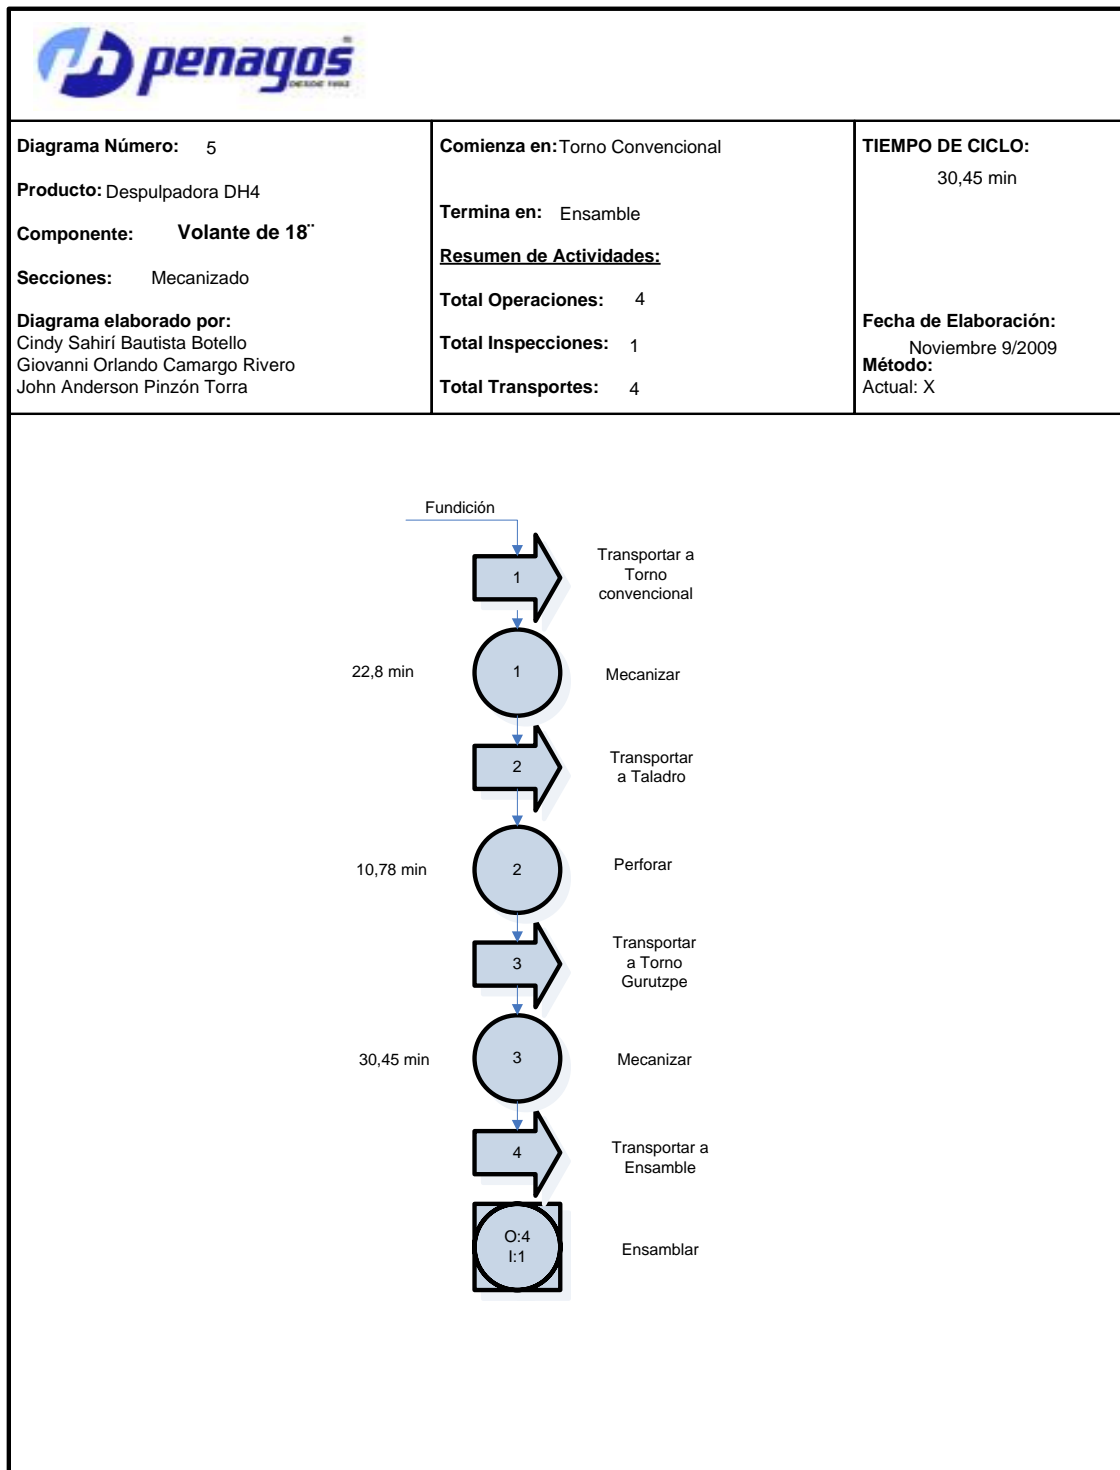 penagos
DESDE 1892
Diagrama Número: 5
Producto: Despulpadora DH4
Componente: Volante de 18¨
Secciones: Mecanizado
Diagrama elaborado por:
Cindy Sahirí Bautista Botello
Giovanni Orlando Camargo Rivero
John Anderson Pinzón Torra
Comienza en: Torno Convencional
Termina en: Ensamble
Resumen de Actividades:
Total Operaciones: 4
Total Inspecciones: 1
Total Transportes: 4
TIEMPO DE CICLO:
30,45 min
Fecha de Elaboración:
Noviembre 9/2009
Método:
Actual: X
Fundición
1
Transportar a
Torno
convencional
22,8 min
1
Mecanizar
2
Transportar
a Taladro
10,78 min
2
Perforar
3
Transportar
a Torno
Gurutzpe
30,45 min
3
Mecanizar
4
Transportar a
Ensamble
O:4
I:1
Ensamblar